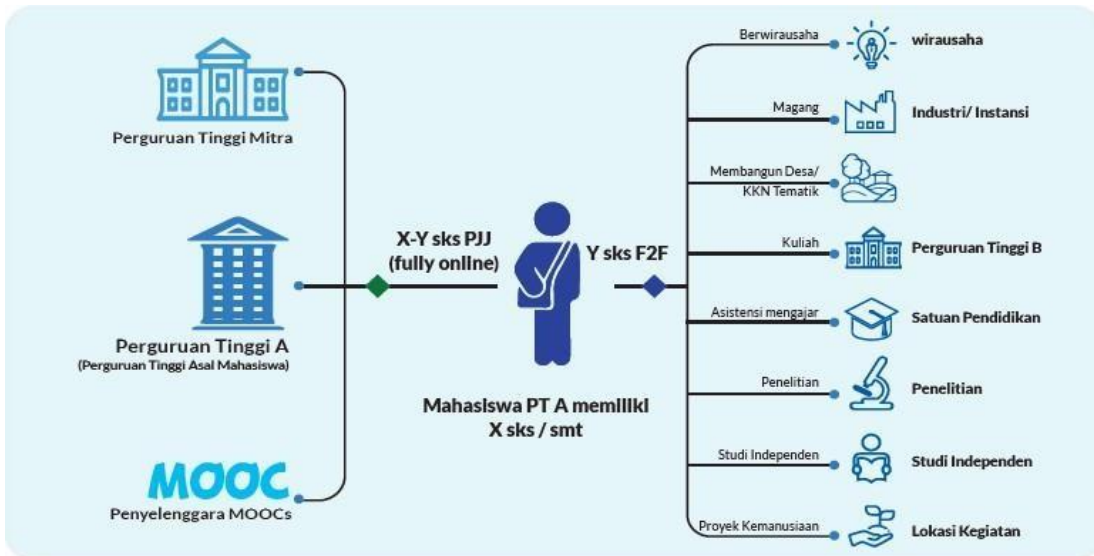 Perguruan Tinggi Mitra
Perguruan Tinggi A
(Perguruan Tinggi Asal Mahasiswa)
MOOC
Penyelenggara MOOCs
X-Y sks PJJ
(fully online)
Mahasiswa PT A memiliki
X sks / smt
Y sks F2F
Berwirausaha
wirausaha
Magang
Industri/ Instansi
Membangun Desa/
KKN Tematik
Kuliah
Perguruan Tinggi B
Asistensi mengajar
Satuan Pendidikan
Penelitian
Penelitian
Studi Independen
Studi Independen
Proyek Kemanusiaan
Lokasi Kegiatan